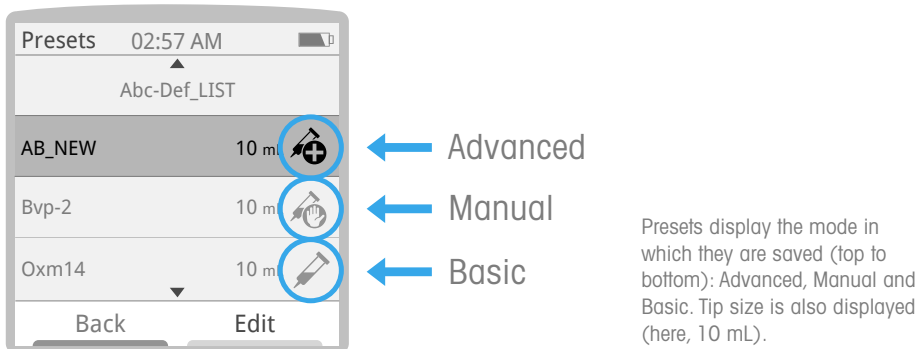 Presets 02:57 AM
Abc-Def_LIST
AB_NEW 10 mL
Advanced
Bvp-2 10 m
Manual
Oxm14 10 m
Basic
Back Edit
Presets display the mode in
which they are saved (top to
bottom): Advanced, Manual and
Basic. Tip size is also displayed
(here, 10 mL).